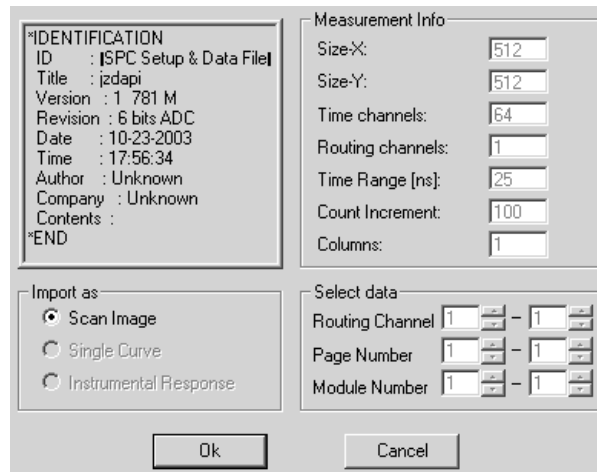 *IDENTIFICATION
ID : SPC Setup & Data File
Title : jzdapi
Version : 1 781 M
Revision : 6 bits ADC
Date : 10-23-2003
Time : 17:56:34
Author : Unknown
Company : Unknown
Contents :
*END
Measurement Info
Size-X: 512
Size-Y: 512
Time channels: 64
Routing channels: 1
Time Range [ns]: 25
Count Increment: 100
Columns: 1
Import as
Scan Image
Single Curve
Instrumental Response
Select data
Routing Channel 1 - 1
Page Number 1 - 1
Module Number 1 - 1
Ok
Cancel